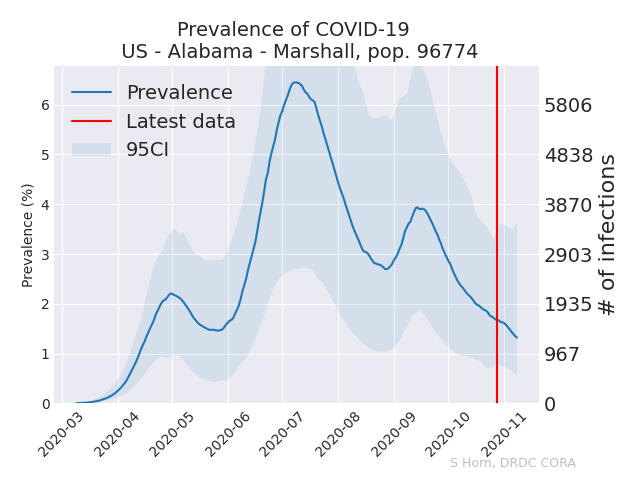 Prevalence of COVID-19
US - Alabama - Marshall, pop. 96774
Prevalence
Latest data
95CI
Prevalence (%)
6
5
4
3
2
1
0
5806
4838
3870
2903
1935
967
0
# of infections
2020-03
2020-04
2020-05
2020-06
2020-07
2020-08
2020-09
2020-10
2020-11
S Horn, DRDC CORA